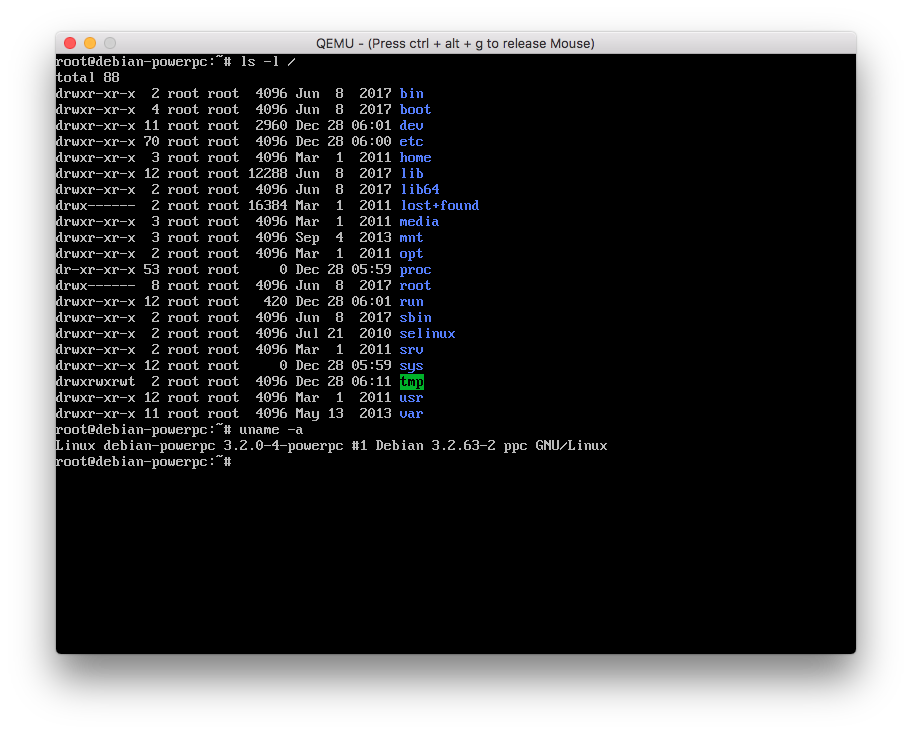 QEMU - (Press ctrl + alt + g to release Mouse)
root@debian-powerpc:~# ls -l /
total 88
drwxr-xr-x  2 root root  4096 Jun  8  2017 bin
drwxr-xr-x  4 root root  4096 Jun  8  2017 boot
drwxr-xr-x 11 root root  2960 Dec 28 06:01 dev
drwxr-xr-x 70 root root  4096 Dec 28 06:00 etc
drwxr-xr-x  3 root root  4096 Mar  1  2011 home
drwxr-xr-x 12 root root 12288 Jun  8  2017 lib
drwxr-xr-x  2 root root  4096 Jun  8  2017 lib64
drwx------  2 root root 16384 Mar  1  2011 lost+found
drwxr-xr-x  3 root root  4096 Mar  1  2011 media
drwxr-xr-x  3 root root  4096 Sep  4  2013 mnt
drwxr-xr-x  2 root root  4096 Mar  1  2011 opt
dr-xr-xr-x 53 root root     0 Dec 28 05:59 proc
drwx------  8 root root  4096 Jun  8  2017 root
drwxr-xr-x 12 root root   420 Dec 28 06:01 run
drwxr-xr-x  2 root root  4096 Jun  8  2017 sbin
drwxr-xr-x  2 root root  4096 Jul 21  2010 selinux
drwxr-xr-x  2 root root  4096 Mar  1  2011 srv
drwxr-xr-x 12 root root     0 Dec 28 05:59 sys
drwxrwxrwt  2 root root  4096 Dec 28 06:11 tmp
drwxr-xr-x 12 root root  4096 Mar  1  2011 usr
drwxr-xr-x 11 root root  4096 May 13  2013 var
root@debian-powerpc:~# uname -a
Linux debian-powerpc 3.2.0-4-powerpc #1 Debian 3.2.63-2 ppc GNU/Linux
root@debian-powerpc:~#